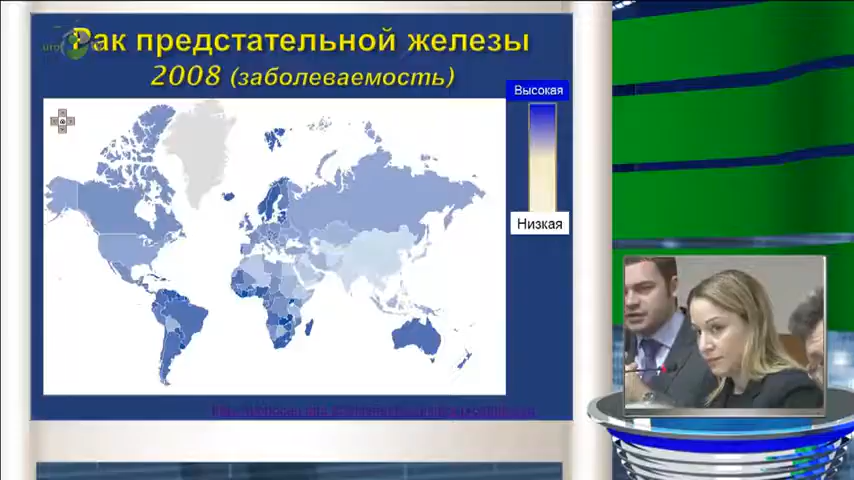 Рак предстательной железы
2008 (заболеваемость)
Высокая
Низкая